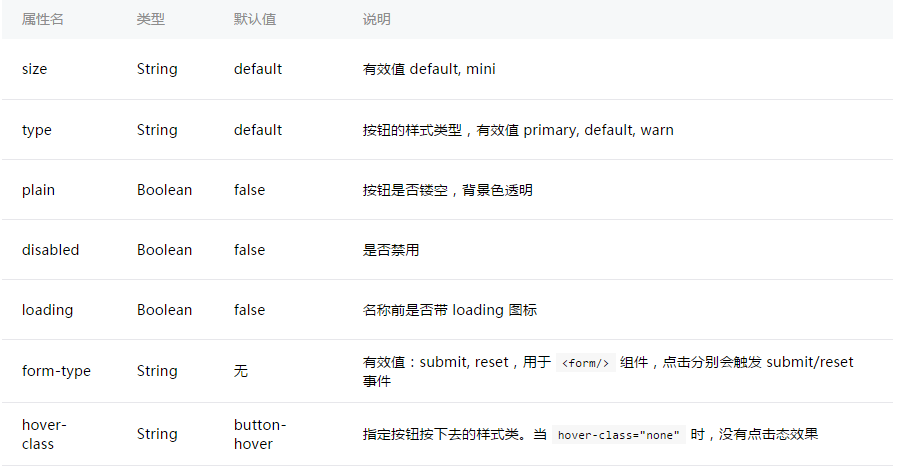 属性名 类型 默认值 说明
size String default 有效值 default, mini
type String default 按钮的样式类型，有效值 primary, default, warn
plain Boolean false 按钮是否镂空，背景色透明
disabled Boolean false 是否禁用
loading Boolean false 名称前是否带 loading 图标
form-type String 无 有效值：submit, reset，用于 <form/> 组件，点击分别会触发 submit/reset
事件
hover- button-
class String hover 指定按钮按下去的样式类。当 hover-class="none" 时，没有点击态效果